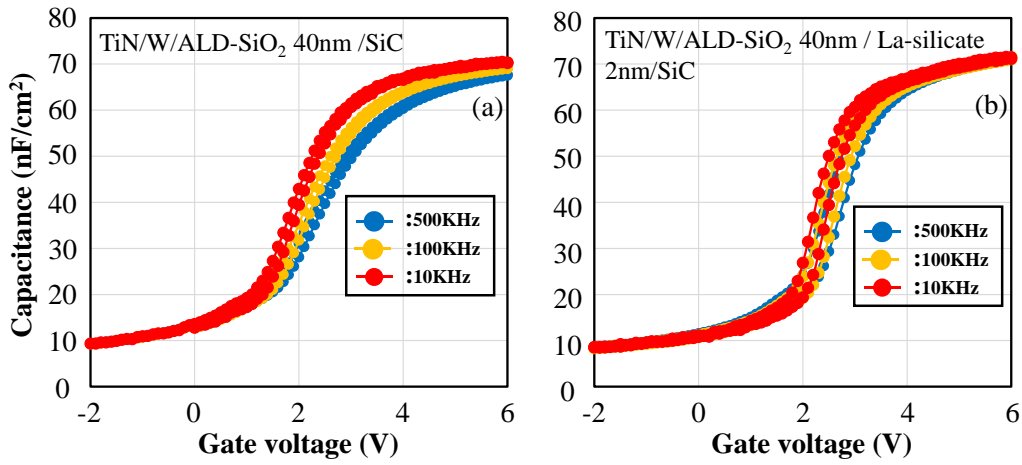 Capacitance (nF/cm²)
80
70
60
50
40
30
20
10
0
TiN/W/ALD-SiO₂ 40nm /SiC
(a)
:500KHz
:100KHz
:10KHz
-2 0 2 4 6
Gate voltage (V)
80
70
60
50
40
30
20
10
0
TiN/W/ALD-SiO₂ 40nm / La-silicate
2nm/SiC
(b)
:500KHz
:100KHz
:10KHz
-2 0 2 4 6
Gate voltage (V)